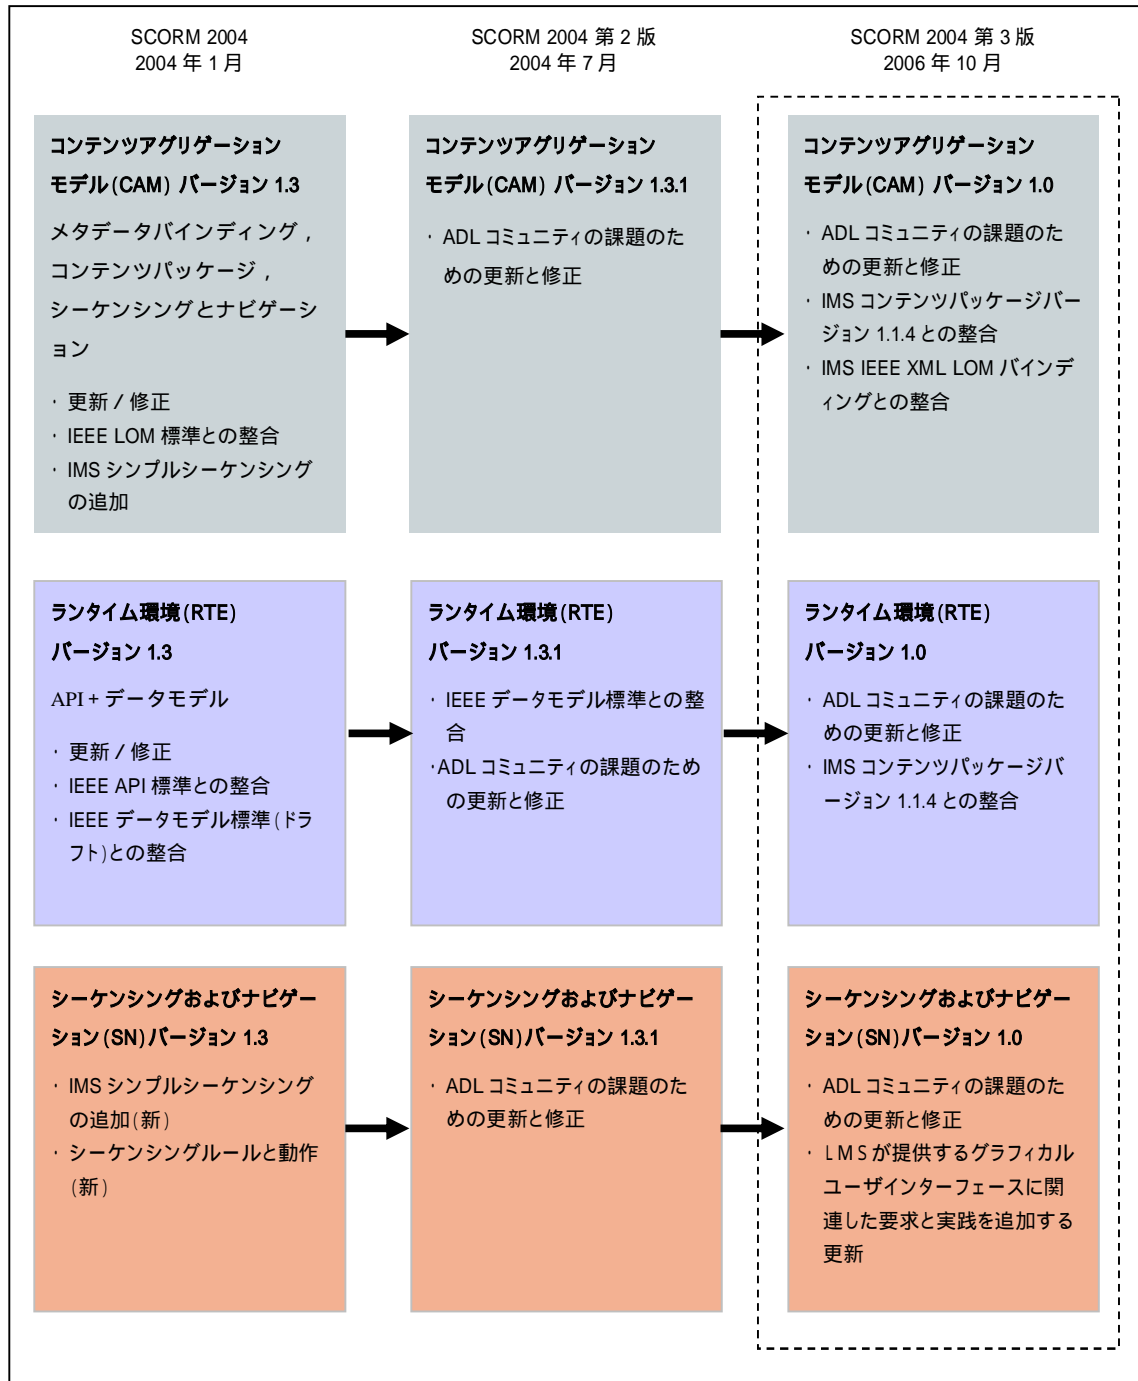 SCORM 2004
2004 年 1 月
SCORM 2004 第 2 版
2004 年 7 月
SCORM 2004 第 3 版
2006 年 10 月
コンテンツアグリゲーション
モデル(CAM) バージョン 1.3
メタデータバインディング，
コンテンツパッケージ，
シーケンシングとナビゲーシ
ョン
・ 更新／修正
・ IEEE LOM 標準との整合
・ IMS シンプルシーケンシング
の追加
コンテンツアグリゲーション
モデル(CAM) バージョン 1.3.1
・ ADL コミュニティの課題のた
めの更新と修正
コンテンツアグリゲーション
モデル(CAM) バージョン 1.0
・ ADL コミュニティの課題のた
めの更新と修正
・ IMS コンテンツパッケージバー
ジョン 1.1.4 との整合
・ IMS IEEE XML LOM バインデ
ィングとの整合
ランタイム環境(RTE)
バージョン 1.3
API + データモデル
・ 更新／修正
・ IEEE API 標準との整合
・ IEEE データモデル標準(ドラ
フト)との整合
ランタイム環境(RTE)
バージョン 1.3.1
・ IEEE データモデル標準との整
合
・ADL コミュニティの課題のため
の更新と修正
ランタイム環境(RTE)
バージョン 1.0
・ ADL コミュニティの課題のた
めの更新と修正
・ IMS コンテンツパッケージバ
ージョン 1.1.4 との整合
シーケンシングおよびナビゲー
ション(SN)バージョン 1.3
・ IMS シンプルシーケンシング
の追加(新)
・ シーケンシングルールと動作
(新)
シーケンシングおよびナビゲー
ション(SN)バージョン 1.3.1
・ ADL コミュニティの課題のた
めの更新と修正
シーケンシングおよびナビゲー
ション(SN)バージョン 1.0
・ ADL コミュニティの課題のた
めの更新と修正
・ LMSが提供するグラフィカル
ユーザインターフェースに関
連した要求と実践を追加する
更新